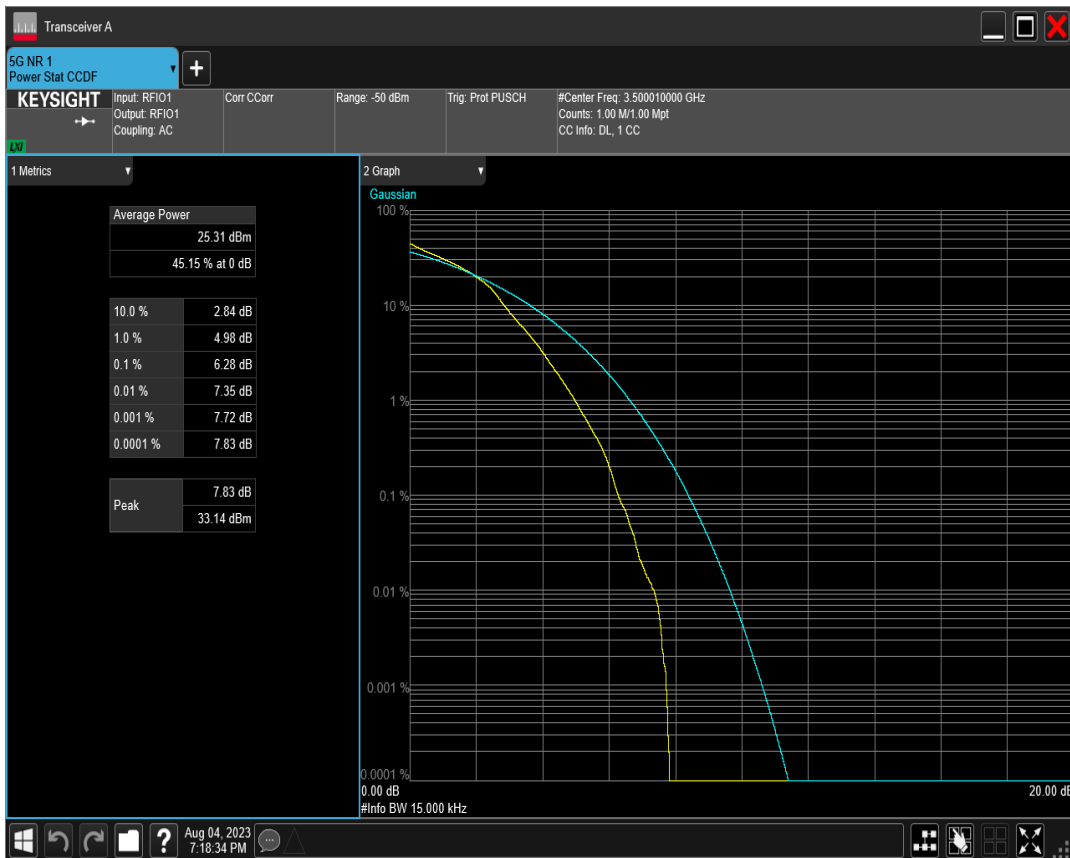 Transceiver A
5G NR 1
Power Stat CCDF
KEYSIGHT
LXI
Input: RFIO1
Output: RFIO1
Coupling: AC
Corr CCorr
Range: -50 dBm
Trig: Prot PUSCH
#Center Freq: 3.500010000 GHz
Counts: 1.00 M/1.00 Mpt
CC Info: DL, 1 CC
1 Metrics
Average Power
25.31 dBm
45.15 % at 0 dB
10.0 % 2.84 dB
1.0 % 4.98 dB
0.1 % 6.28 dB
0.01 % 7.35 dB
0.001 % 7.72 dB
0.0001 % 7.83 dB
Peak
7.83 dB
33.14 dBm
2 Graph
Gaussian
100 %
10 %
1 %
0.1 %
0.01 %
0.001 %
0.0001 %
0.00 dB 20.00 dB
#Info BW 15.000 kHz
?
Aug 04, 2023
7:18:34 PM